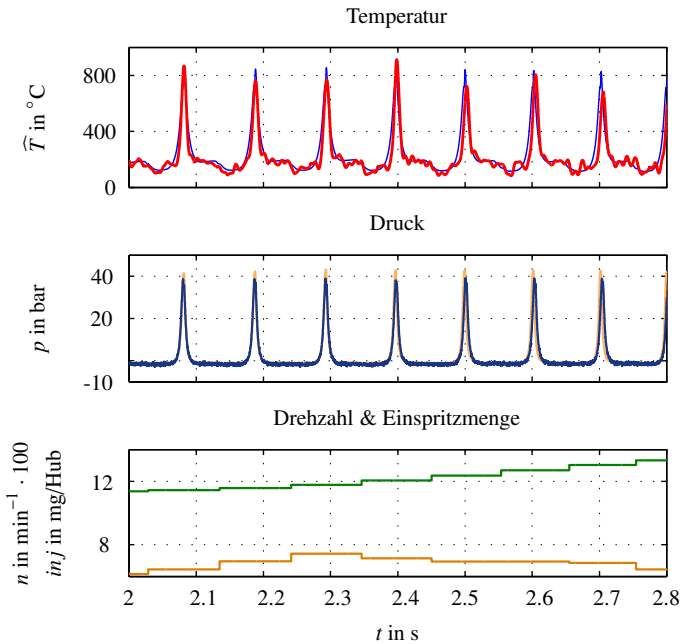 Temperatur
T̂ in °C
800
400
0
Druck
p in bar
40
20
-10
Drehzahl & Einspritzmenge
n in min⁻¹ · 100
inj in mg/Hub
12
8
2 2.1 2.2 2.3 2.4 2.5 2.6 2.7 2.8
t in s